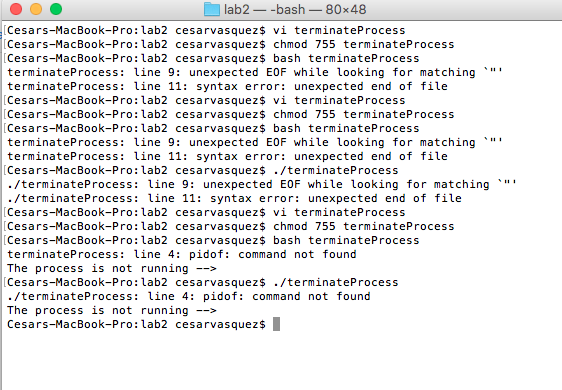 lab2 — -bash — 80×48
Cesars-MacBook-Pro:lab2 cesarvasquez$ vi terminateProcess
Cesars-MacBook-Pro:lab2 cesarvasquez$ chmod 755 terminateProcess
Cesars-MacBook-Pro:lab2 cesarvasquez$ bash terminateProcess
terminateProcess: line 9: unexpected EOF while looking for matching `"'
terminateProcess: line 11: syntax error: unexpected end of file
Cesars-MacBook-Pro:lab2 cesarvasquez$ vi terminateProcess
Cesars-MacBook-Pro:lab2 cesarvasquez$ chmod 755 terminateProcess
Cesars-MacBook-Pro:lab2 cesarvasquez$ bash terminateProcess
terminateProcess: line 9: unexpected EOF while looking for matching `"'
terminateProcess: line 11: syntax error: unexpected end of file
Cesars-MacBook-Pro:lab2 cesarvasquez$ ./terminateProcess
./terminateProcess: line 9: unexpected EOF while looking for matching `"'
./terminateProcess: line 11: syntax error: unexpected end of file
Cesars-MacBook-Pro:lab2 cesarvasquez$ vi terminateProcess
Cesars-MacBook-Pro:lab2 cesarvasquez$ chmod 755 terminateProcess
Cesars-MacBook-Pro:lab2 cesarvasquez$ bash terminateProcess
terminateProcess: line 4: pidof: command not found
The process is not running -->
Cesars-MacBook-Pro:lab2 cesarvasquez$ ./terminateProcess
./terminateProcess: line 4: pidof: command not found
The process is not running -->
Cesars-MacBook-Pro:lab2 cesarvasquez$